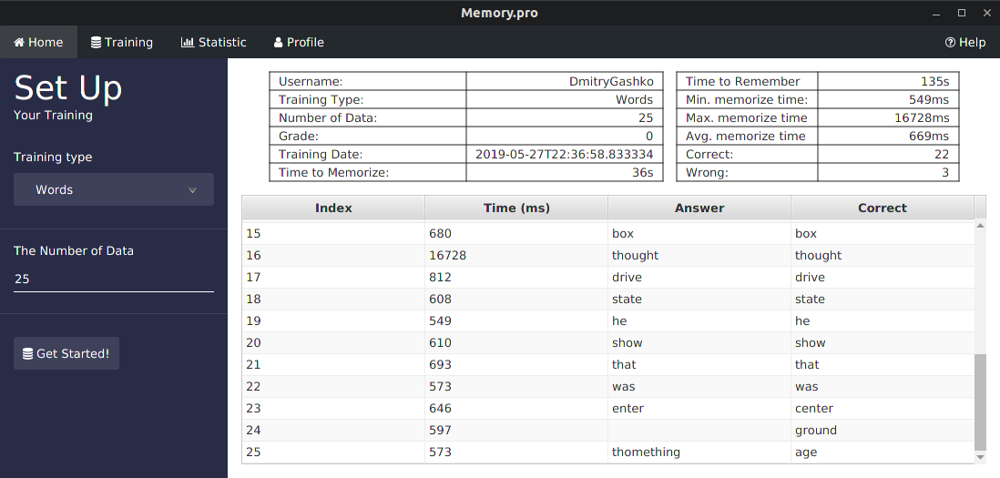 Memory.pro
Home Training Statistic Profile Help
Set Up
Your Training
Training type
Words
The Number of Data
25
Get Started!
Username: DmitryGashko
Training Type: Words
Number of Data: 25
Grade: 0
Training Date: 2019-05-27T22:36:58.833334
Time to Memorize: 36s
Time to Remember 135s
Min. memorize time: 549ms
Max. memorize time 16728ms
Avg. memorize time 669ms
Correct: 22
Wrong: 3
Index Time (ms) Answer Correct
15 680 box box
16 16728 thought thought
17 812 drive drive
18 608 state state
19 549 he he
20 610 show show
21 693 that that
22 573 was was
23 646 enter center
24 597 ground
25 573 thomething age